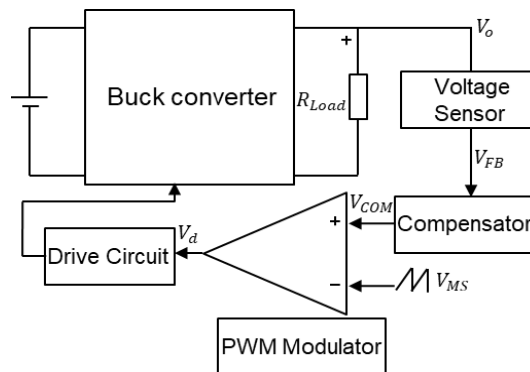 V_o
+
Buck converter
R_Load
Voltage
Sensor
V_FB
V_COM
+
Compensator
V_d
Drive Circuit
−
V_MS
PWM Modulator